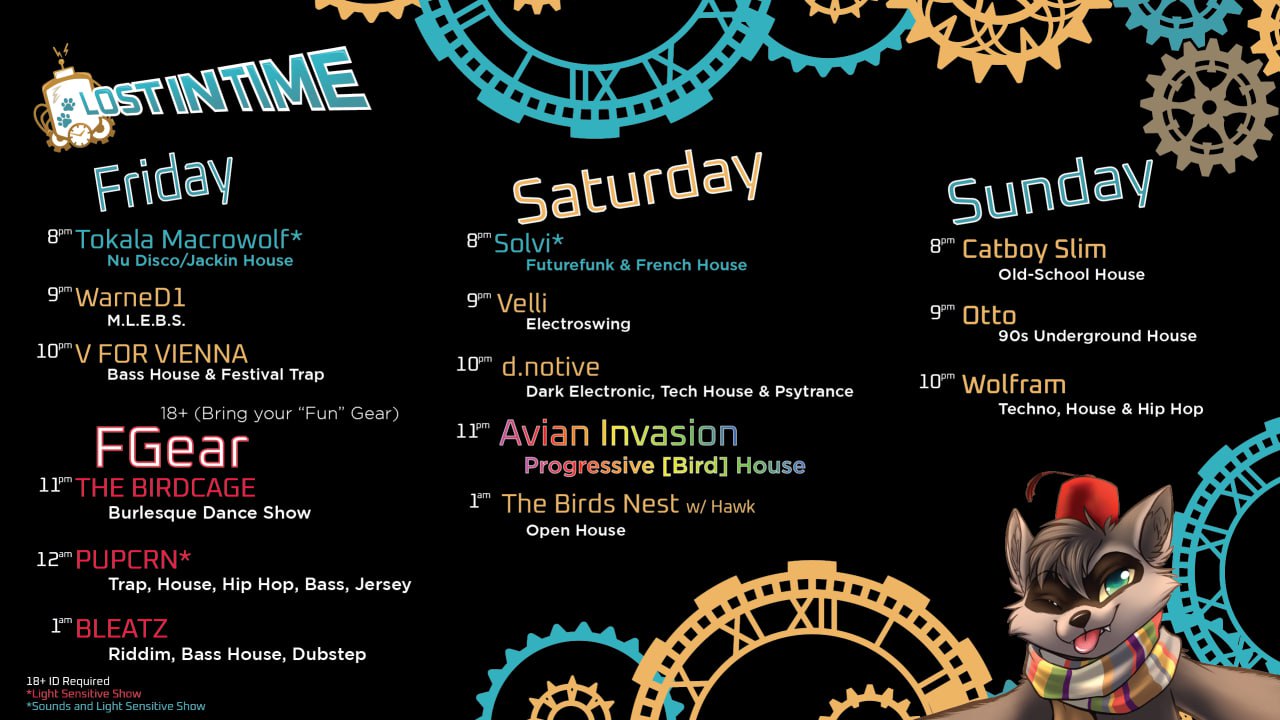 LOST IN TIME
Friday
8pm Tokala Macrowolf*
Nu Disco/Jackin House
9pm WarneD1
M.L.E.B.S.
10pm V FOR VIENNA
Bass House & Festival Trap
18+ (Bring your “Fun” Gear)
FGear
11pm THE BIRDCAGE
Burlesque Dance Show
12am PUPCRN*
Trap, House, Hip Hop, Bass, Jersey
1am BLEATZ
Riddim, Bass House, Dubstep
18+ ID Required
*Light Sensitive Show
*Sounds and Light Sensitive Show
Saturday
8pm Solvi*
Futurefunk & French House
9pm Velli
Electroswing
10pm d.notive
Dark Electronic, Tech House & Psytrance
11pm Avian Invasion
Progressive [Bird] House
1am The Birds Nest w/ Hawk
Open House
Sunday
8pm Catboy Slim
Old-School House
9pm Otto
90s Underground House
10pm Wolfram
Techno, House & Hip Hop